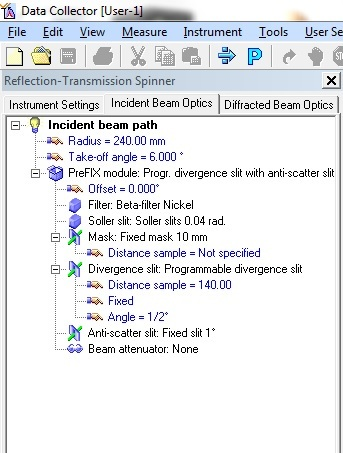 Data Collector [User-1]
File Edit View Measure Instrument Tools User Se
P
Reflection-Transmission Spinner
Instrument Settings Incident Beam Optics Diffracted Beam Optics
Incident beam path
Radius = 240.00 mm
Take-off angle = 6.000 °
PreFIX module: Progr. divergence slit with anti-scatter slit
Offset = 0.000°
Filter: Beta-filter Nickel
Soller slit: Soller slits 0.04 rad.
Mask: Fixed mask 10 mm
Distance sample = Not specified
Divergence slit: Programmable divergence slit
Distance sample = 140.00
Fixed
Angle = 1/2°
Anti-scatter slit: Fixed slit 1°
Beam attenuator: None